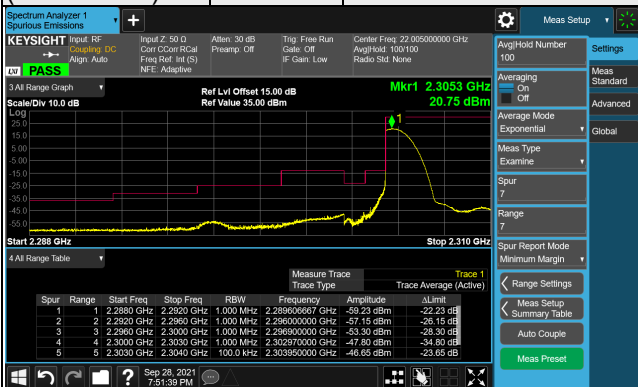 Spectrum Analyzer 1
Spurious Emissions
Meas Setup
KEYSIGHT
Input: RF
Coupling: DC
Align: Auto
Input Z: 50 Ω
Corr CCorr RCal
Freq Ref: Int (S)
NFE: Adaptive
Atten: 30 dB
Preamp: Off
Trig: Free Run
Gate: Off
IF Gain: Low
Center Freq: 22.005000000 GHz
Avg|Hold: 100/100
Radio Std: None
LXI PASS
3 All Range Graph
Scale/Div 10.0 dB
Ref Lvl Offset 15.00 dB
Ref Value 35.00 dBm
Mkr1 2.3053 GHz
20.75 dBm
Log
25.0
15.0
5.00
-5.00
-15.0
-25.0
-35.0
-45.0
-55.0
1
Start 2.288 GHz
ΔStop 2.310 GHz
4 All Range Table
Measure Trace Trace 1
Trace Type Trace Average (Active)
Spur Range Start Freq Stop Freq RBW Frequency Amplitude ΔLimit
1 1 2.2880 GHz 2.2920 GHz 1.000 MHz 2.289606667 GHz -59.23 dBm -22.23 dB
2 2 2.2920 GHz 2.2960 GHz 1.000 MHz 2.296000000 GHz -57.15 dBm -26.15 dB
3 3 2.2960 GHz 2.3000 GHz 1.000 MHz 2.296900000 GHz -53.30 dBm -28.30 dB
4 4 2.3000 GHz 2.3030 GHz 1.000 MHz 2.302970000 GHz -47.80 dBm -34.80 dB
5 5 2.3030 GHz 2.3040 GHz 100.0 kHz 2.303950000 GHz -46.65 dBm -23.65 dB
Avg|Hold Number
100
Averaging
On
Off
Average Mode
Exponential
Meas Type
Examine
Spur
7
Range
7
Spur Report Mode
Minimum Margin
Range Settings
Meas Setup
Summary Table
Auto Couple
Meas Preset
Settings
Meas
Standard
Advanced
Global
?
Sep 28, 2021
7:51:39 PM